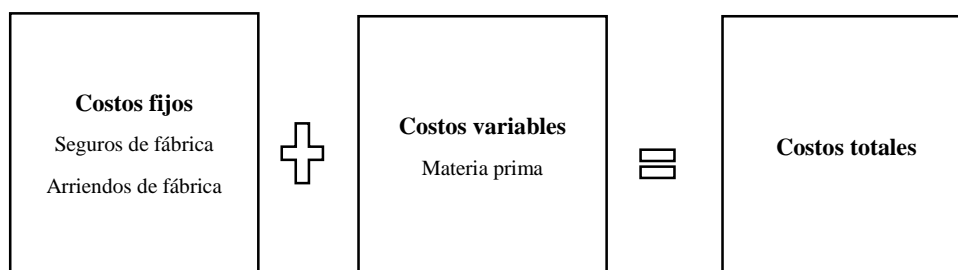 Costos fijos
Seguros de fábrica
Arriendos de fábrica
Costos variables
Materia prima
Costos totales